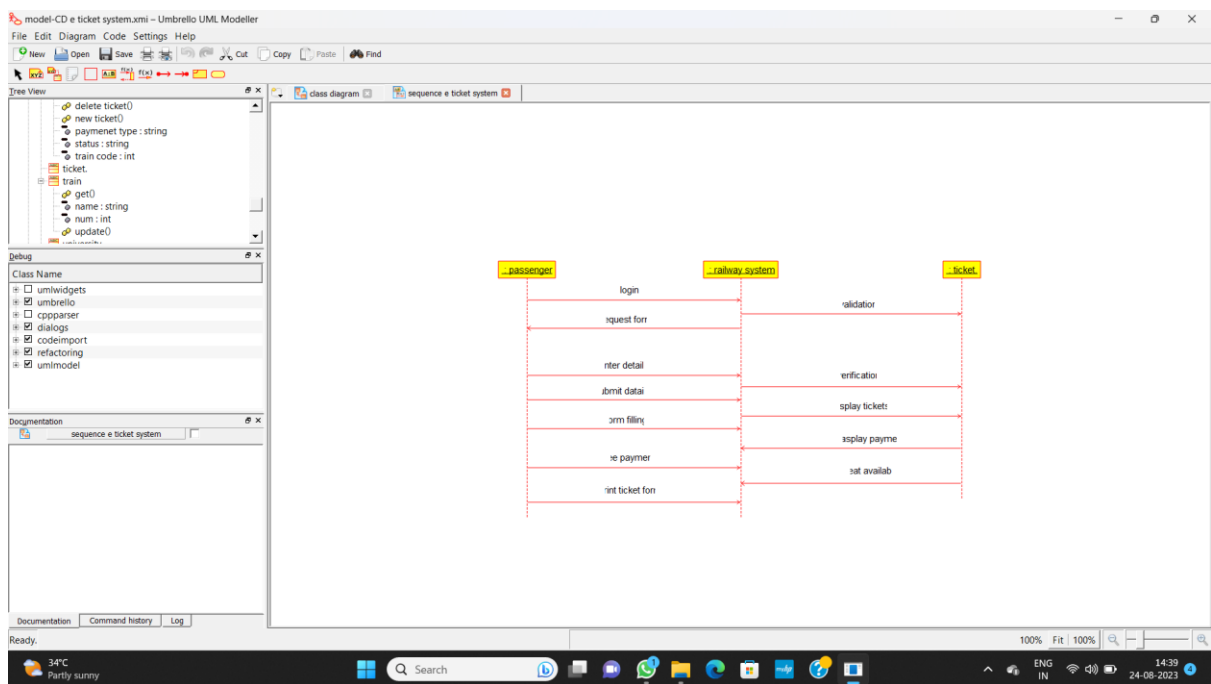 model-CD e ticket system.xmi – Umbrello UML Modeller
File Edit Diagram Code Settings Help
New Open Save Cut Copy Paste Find
Tree View
class diagram sequence e ticket system
delete ticket()
new ticket()
paymenet type : string
status : string
train code : int
ticket.
train
get()
name : string
num : int
update()
Debug
Class Name
umlwidgets
umbrello
cppparser
dialogs
codeimport
refactoring
umlmodel
Documentation
sequence e ticket system
Documentation Command history Log
: passenger : railway system : ticket.
login
validation
equest forr
nter detail
erification
ubmit datai
splay tickets
orm filling
asplay payme
ee paymer
eat availab
rint ticket forr
Ready.
100% Fit 100%
34°C
Partly sunny
Search
ENG
IN
14:39
24-08-2023
4